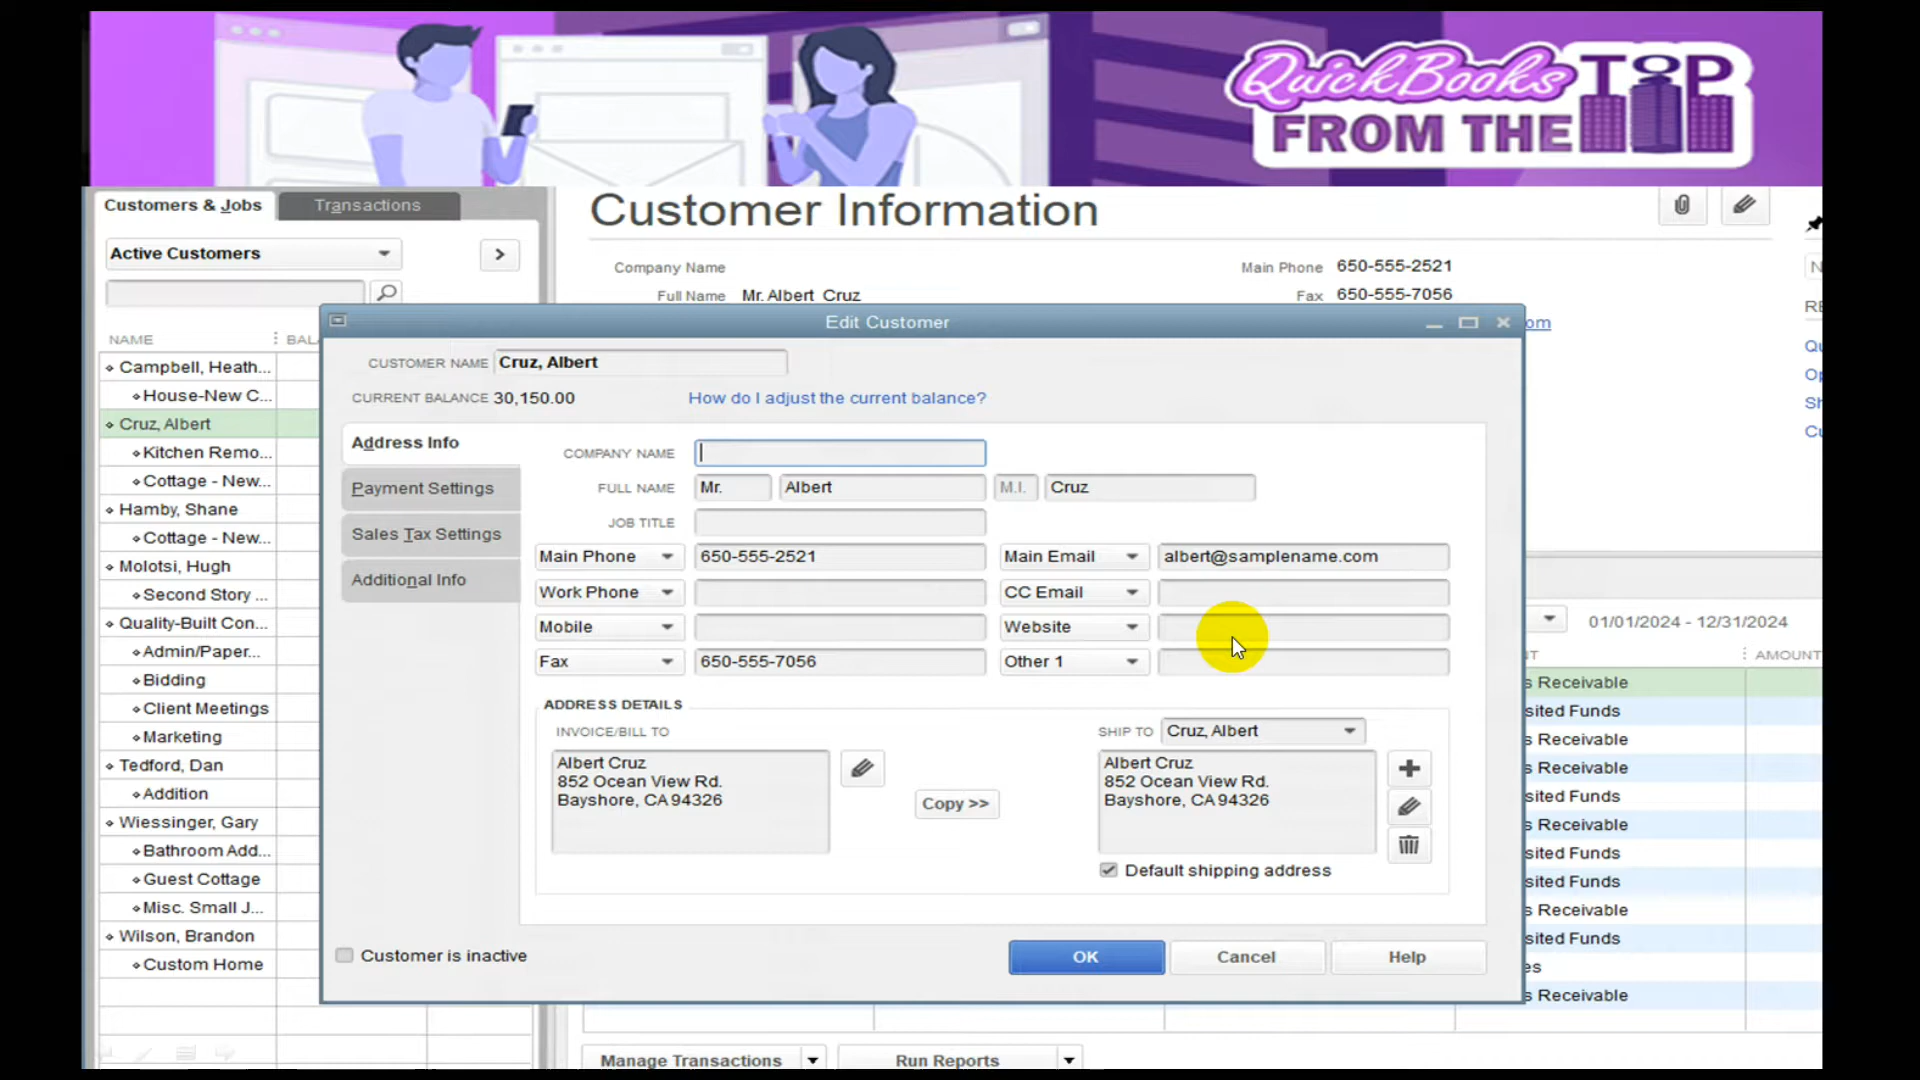 QuickBooks
FROM THE TOP
Customers & Jobs
Transactions
Active Customers
NAME
BALA
Campbell, Heath...
House-New C...
Cruz, Albert
Kitchen Remo...
Cottage - New...
Hamby, Shane
Cottage - New...
Molotsi, Hugh
Second Story ...
Quality-Built Con...
Admin/Paper...
Bidding
Client Meetings
Marketing
Tedford, Dan
Addition
Wiessinger, Gary
Bathroom Add...
Guest Cottage
Misc. Small J...
Wilson, Brandon
Custom Home
Customer Information
Company Name
Full Name Mr. Albert Cruz
Main Phone 650-555-2521
Fax 650-555-7056
om
Edit Customer
CUSTOMER NAME Cruz, Albert
CURRENT BALANCE 30,150.00 How do I adjust the current balance?
Address Info
Payment Settings
Sales Tax Settings
Additional Info
COMPANY NAME
FULL NAME Mr. Albert M.I. Cruz
JOB TITLE
Main Phone 650-555-2521 Main Email albert@samplename.com
Work Phone CC Email
Mobile Website
Fax 650-555-7056 Other 1
ADDRESS DETAILS
INVOICE/BILL TO
Albert Cruz
852 Ocean View Rd.
Bayshore, CA 94326
Copy >>
SHIP TO Cruz, Albert
Albert Cruz
852 Ocean View Rd.
Bayshore, CA 94326
Default shipping address
Customer is inactive
OK Cancel Help
01/01/2024 - 12/31/2024
NT AMOUNT
s Receivable
sited Funds
s Receivable
s Receivable
sited Funds
s Receivable
sited Funds
sited Funds
s Receivable
sited Funds
es
s Receivable
Manage Transactions Run Reports